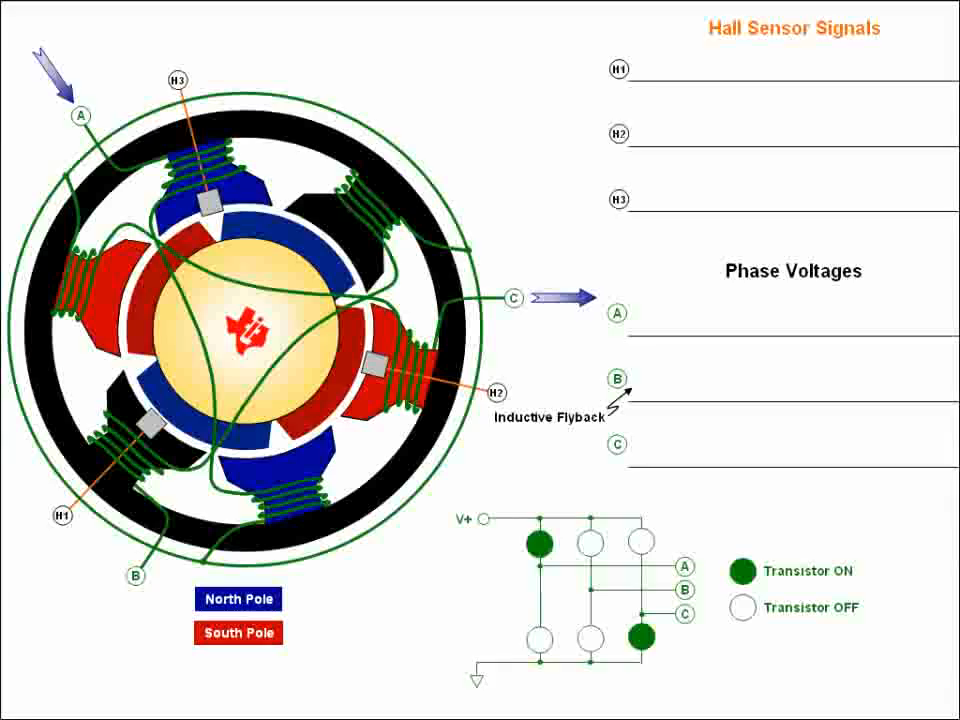 Hall Sensor Signals
H1
H2
H3
Phase Voltages
A
B
Inductive Flyback
C
A
H3
C
H2
H1
B
North Pole
South Pole
V+
A
B
C
Transistor ON
Transistor OFF